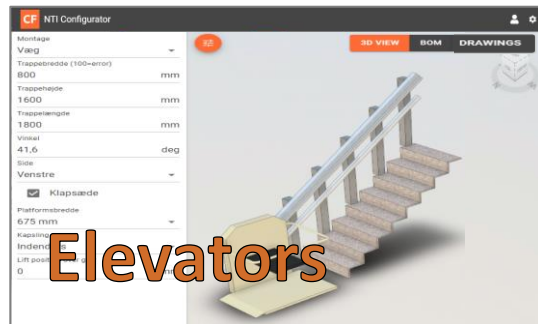 CF NTI Configurator
3D VIEW BOM DRAWINGS
Montage
Væg
Trappebredde (100=error)
800 mm
Trappehøjde
1600 mm
Trappelængde
1800 mm
Vinkel
41,6 deg
Side
Venstre
Klapsæde
Platformsbredde
675 mm
Kapsling
Elevators
0